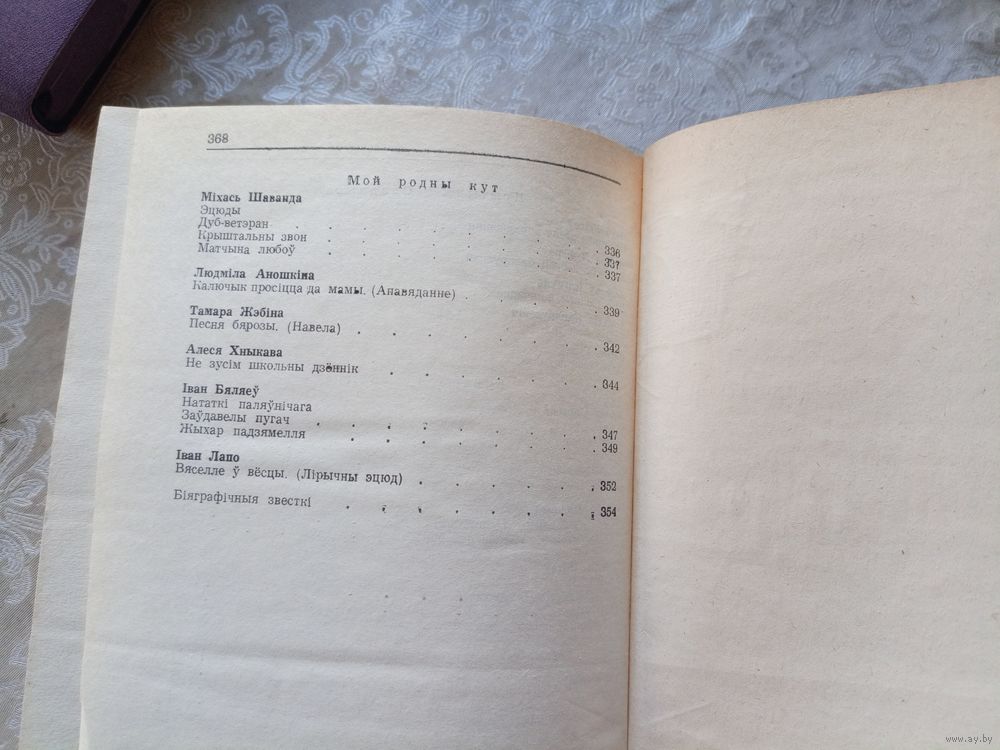 368
Мой родны кут
Міхась Шаванда
Эцюды
Дуб-ветэран . . . . . . . . . 336
Крыштальны звон . . . . . . . . . 337
Матчына любоў . . . . . . . . . 337
Людміла Аношкіна
Калючык просіцца да мамы. (Апавяданне) . . . . . 339
Тамара Жэбіна
Песня бярозы. (Навела) . . . . . . . . 342
Алеся Хныкава
Не зусім школьны дзённік . . . . . . . 344
Іван Бяляеў
Нататкі паляўнічага
Заўдавелы пугач . . . . . . . . . 347
Жыхар падзямелля . . . . . . . . 349
Іван Лапо
Вяселле ў вёсцы. (Лірычны эцюд) . . . . . . 352
Біяграфічныя звесткі . . . . . . . . 354
www.ay.by